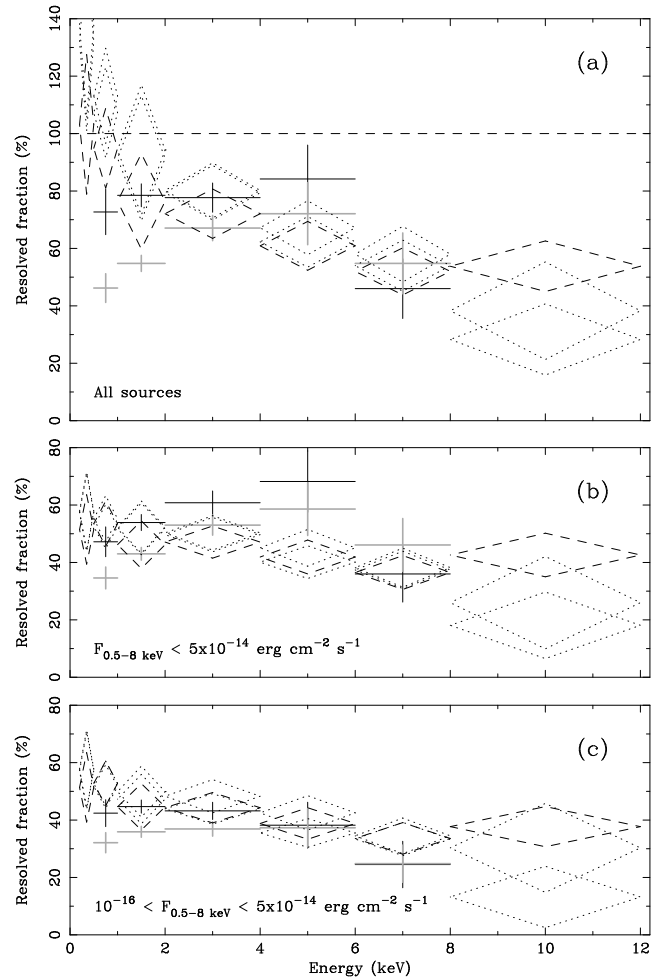 140
120
100
80
60
40
20
0
Resolved fraction (%)
(a)
All sources
80
60
40
20
0
Resolved fraction (%)
(b)
F₀.₅₋₈ keV < 5x10⁻¹⁴ erg cm⁻² s⁻¹
80
60
40
20
0
Resolved fraction (%)
(c)
10⁻¹⁶ < F₀.₅₋₈ keV < 5x10⁻¹⁴ erg cm⁻² s⁻¹
0 2 4 6 8 10 12
Energy (keV)